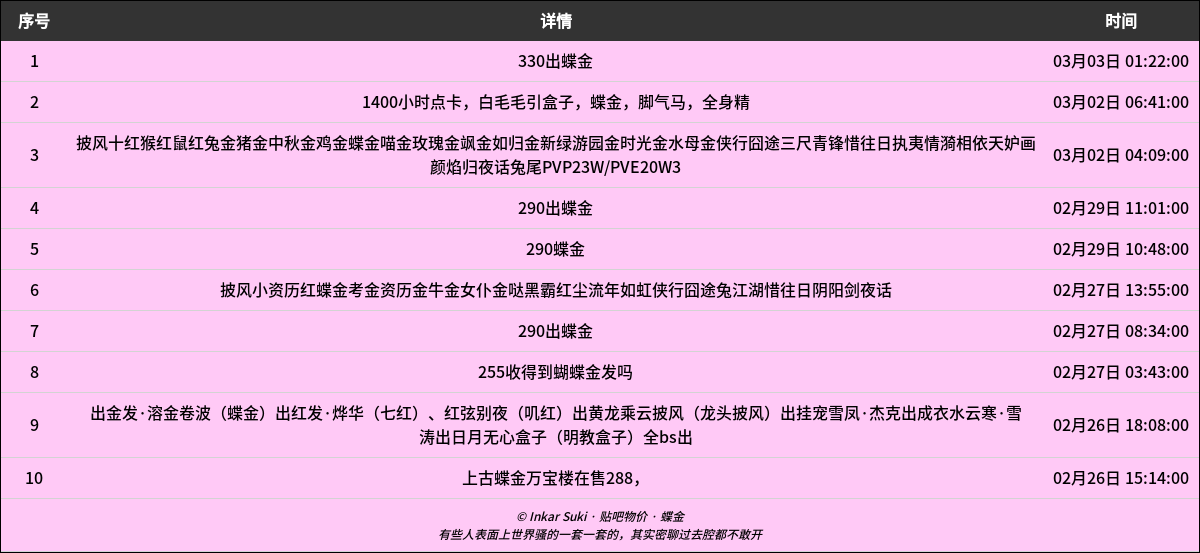 序号 详情 时间
1 330出蝶金 03月03日 01:22:00
2 1400小时点卡，白毛毛引盒子，蝶金，脚气马，全身精 03月02日 06:41:00
披风十红猴红鼠红兔金猪金中秋金鸡金蝶金喵金玫瑰金飒金如归金新绿游园金时光金水母金侠行囧途三尺青锋惜往日执夷情漪相依天妒画
3 03月02日 04:09:00
颜焰归夜话兔尾PVP23W/PVE20W3
4 290出蝶金 02月29日 11:01:00
5 290蝶金 02月29日 10:48:00
6 披风小资历红蝶金考金资历金牛金女仆金哒黑霸红尘流年如虹侠行囧途兔江湖惜往日阴阳剑夜话 02月27日 13:55:00
7 290出蝶金 02月27日 08:34:00
8 255收得到蝴蝶金发吗 02月27日 03:43:00
出金发·溶金卷波（蝶金）出红发·烨华（七红）、红弦别夜（叽红）出黄龙乘云披风（龙头披风）出挂宠雪凤·杰克出成衣水云寒·雪
9 02月26日 18:08:00
涛出日月无心盒子（明教盒子）全bs出
10 上古蝶金万宝楼在售288， 02月26日 15:14:00
© Inkar Suki · 贴吧物价 · 蝶金
有些人表面上世界骚的一套一套的，其实密聊过去腔都不敢开